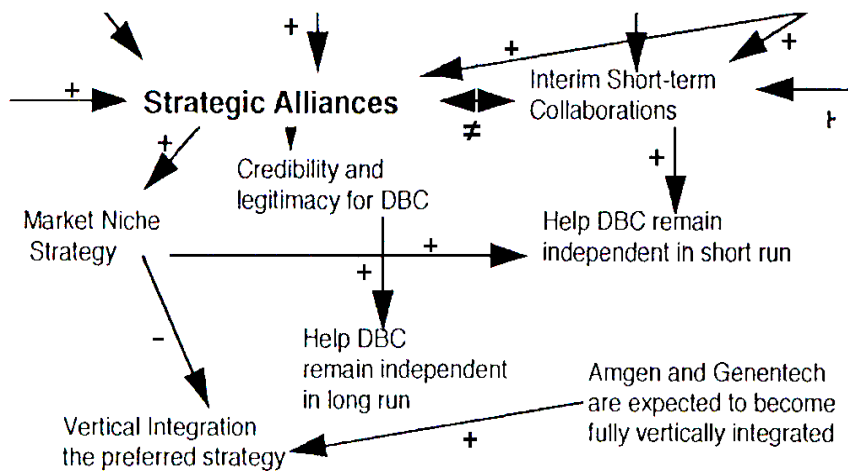 +
+
+
+
Strategic Alliances
≠
Interim Short-term
Collaborations
+
+
Credibility and
legitimacy for DBC
Market Niche
Strategy
+
+
Help DBC remain
independent in short run
–
Help DBC
remain independent
in long run
Amgen and Genentech
are expected to become
fully vertically integrated
Vertical Integration
the preferred strategy
+